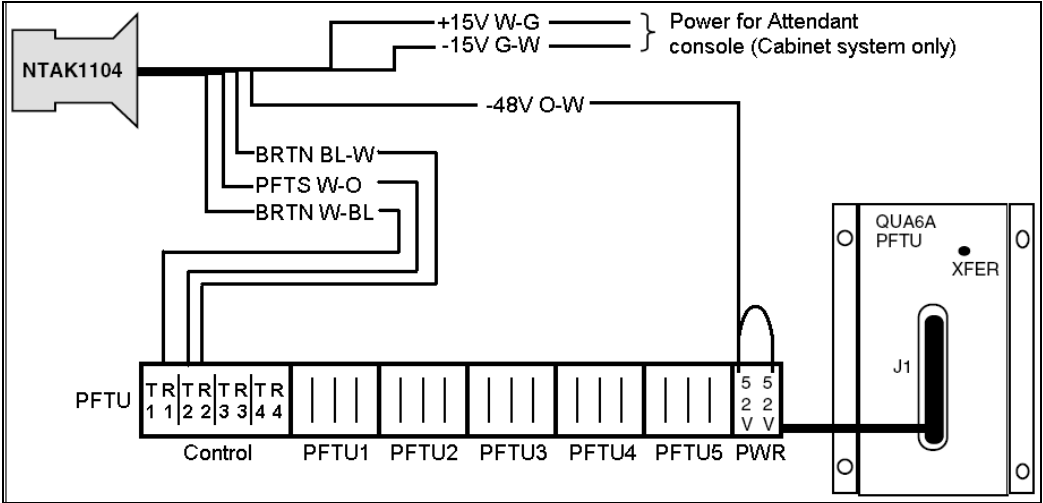 +15V W-G
-15V G-W
Power for Attendant
console (Cabinet system only)
NTAK1104
-48V O-W
BRTN BL-W
PFTS W-O
BRTN W-BL
QUA6A
PFTU
XFER
J1
PFTU
T R T R T R T R
1 1 2 2 3 3 4 4
5 5
2 2
V V
Control PFTU1 PFTU2 PFTU3 PFTU4 PFTU5 PWR